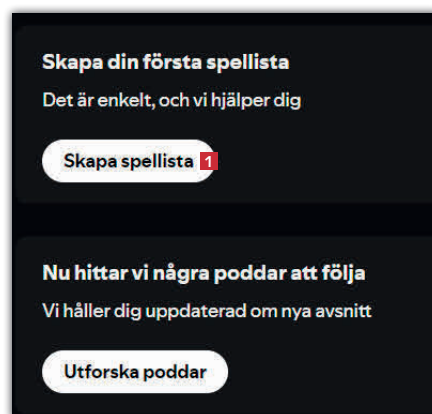 Skapa din första spellista
Det är enkelt, och vi hjälper dig
Skapa spellista 1
Nu hittar vi några poddar att följa
Vi håller dig uppdaterad om nya avsnitt
Utforska poddar